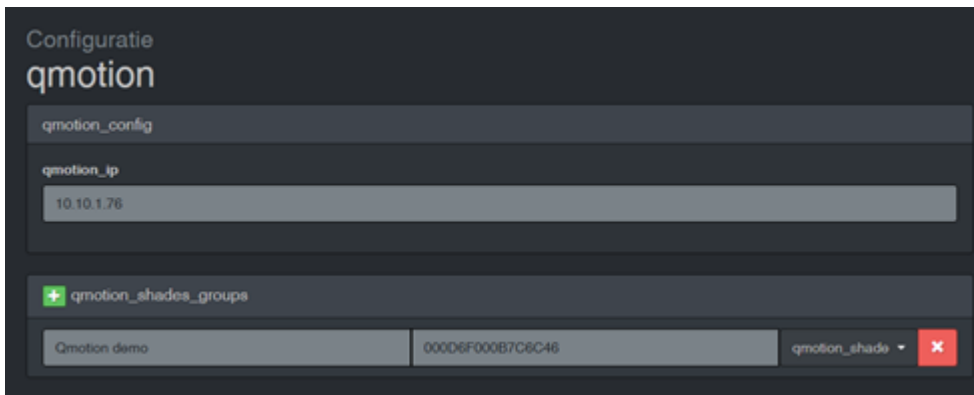 Configuratie
qmotion
qmotion_config
qmotion_ip
10.10.1.76
qmotion_shades_groups
Qmotion demo 000D6F000B7C6C46 qmotion_shade